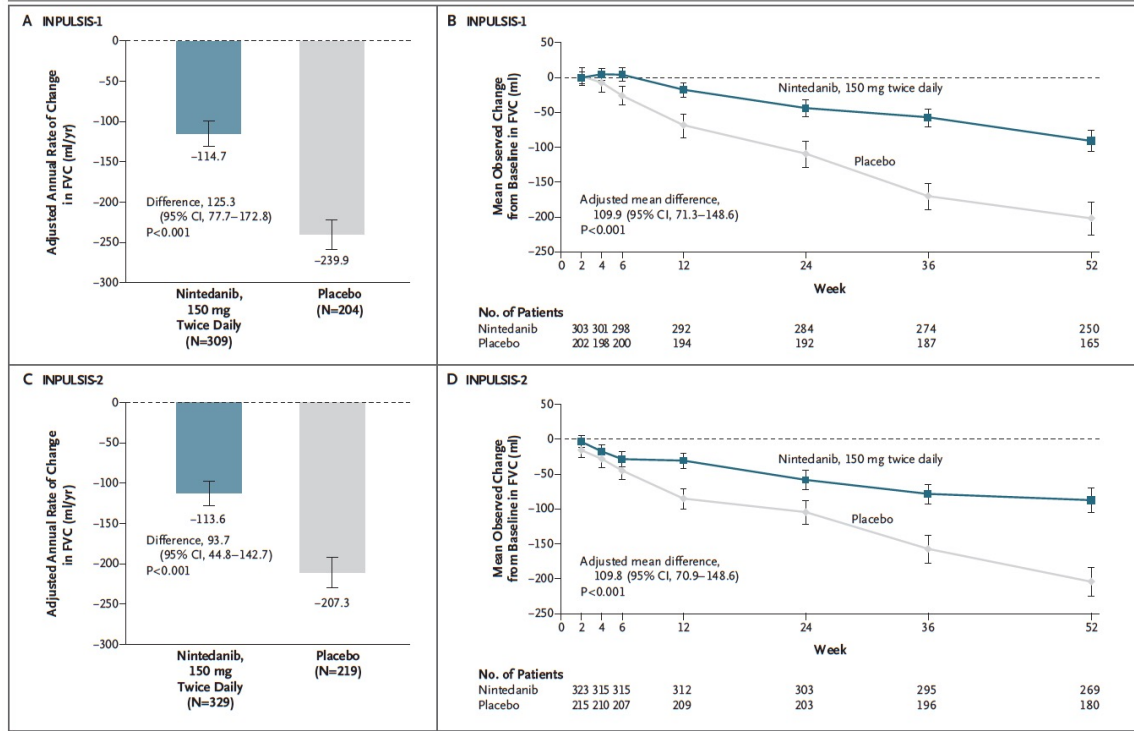 A INPULSIS-1
0
−50
−100
−150
−200
−250
−300
Adjusted Annual Rate of Change
in FVC (ml/yr)
−114.7
−239.9
Difference, 125.3
(95% CI, 77.7–172.8)
P<0.001
Nintedanib,
150 mg
Twice Daily
(N=309)
Placebo
(N=204)
B INPULSIS-1
50
0
−50
−100
−150
−200
−250
Mean Observed Change
from Baseline in FVC (ml)
Nintedanib, 150 mg twice daily
Placebo
Adjusted mean difference,
109.9 (95% CI, 71.3–148.6)
P<0.001
0 2 4 6 12 24 36 52
Week
No. of Patients
Nintedanib 303 301 298 292 284 274 250
Placebo 202 198 200 194 192 187 165
C INPULSIS-2
0
−50
−100
−150
−200
−250
−300
Adjusted Annual Rate of Change
in FVC (ml/yr)
−113.6
−207.3
Difference, 93.7
(95% CI, 44.8–142.7)
P<0.001
Nintedanib,
150 mg
Twice Daily
(N=329)
Placebo
(N=219)
D INPULSIS-2
50
0
−50
−100
−150
−200
−250
Mean Observed Change
from Baseline in FVC (ml)
Nintedanib, 150 mg twice daily
Placebo
Adjusted mean difference,
109.8 (95% CI, 70.9–148.6)
P<0.001
0 2 4 6 12 24 36 52
Week
No. of Patients
Nintedanib 323 315 315 312 303 295 269
Placebo 215 210 207 209 203 196 180